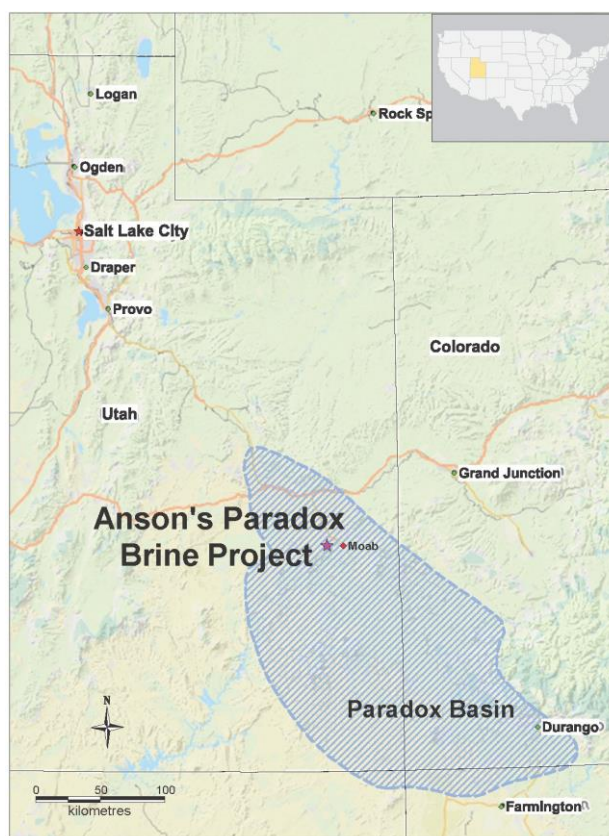 Logan
Rock Sp
Ogden
Salt Lake City
Draper
Provo
Colorado
Utah
Grand Junction
Anson's Paradox
Brine Project
Moab
Paradox Basin
Durango
N
0 50 100
kilometres
Farmington